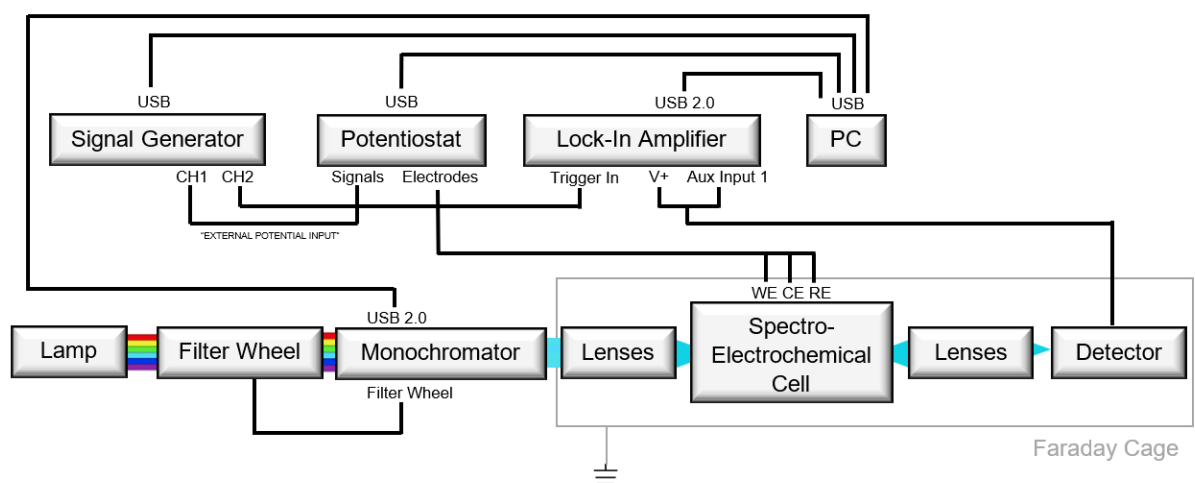 USB
USB
USB 2.0
USB
Signal Generator
Potentiostat
Lock-In Amplifier
PC
CH1 CH2
Signals Electrodes
Trigger In V+ Aux Input 1
"EXTERNAL POTENTIAL INPUT"
WE CE RE
USB 2.0
Lamp
Filter Wheel
Monochromator
Lenses
Spectro-
Electrochemical
Cell
Lenses
Detector
Filter Wheel
Faraday Cage